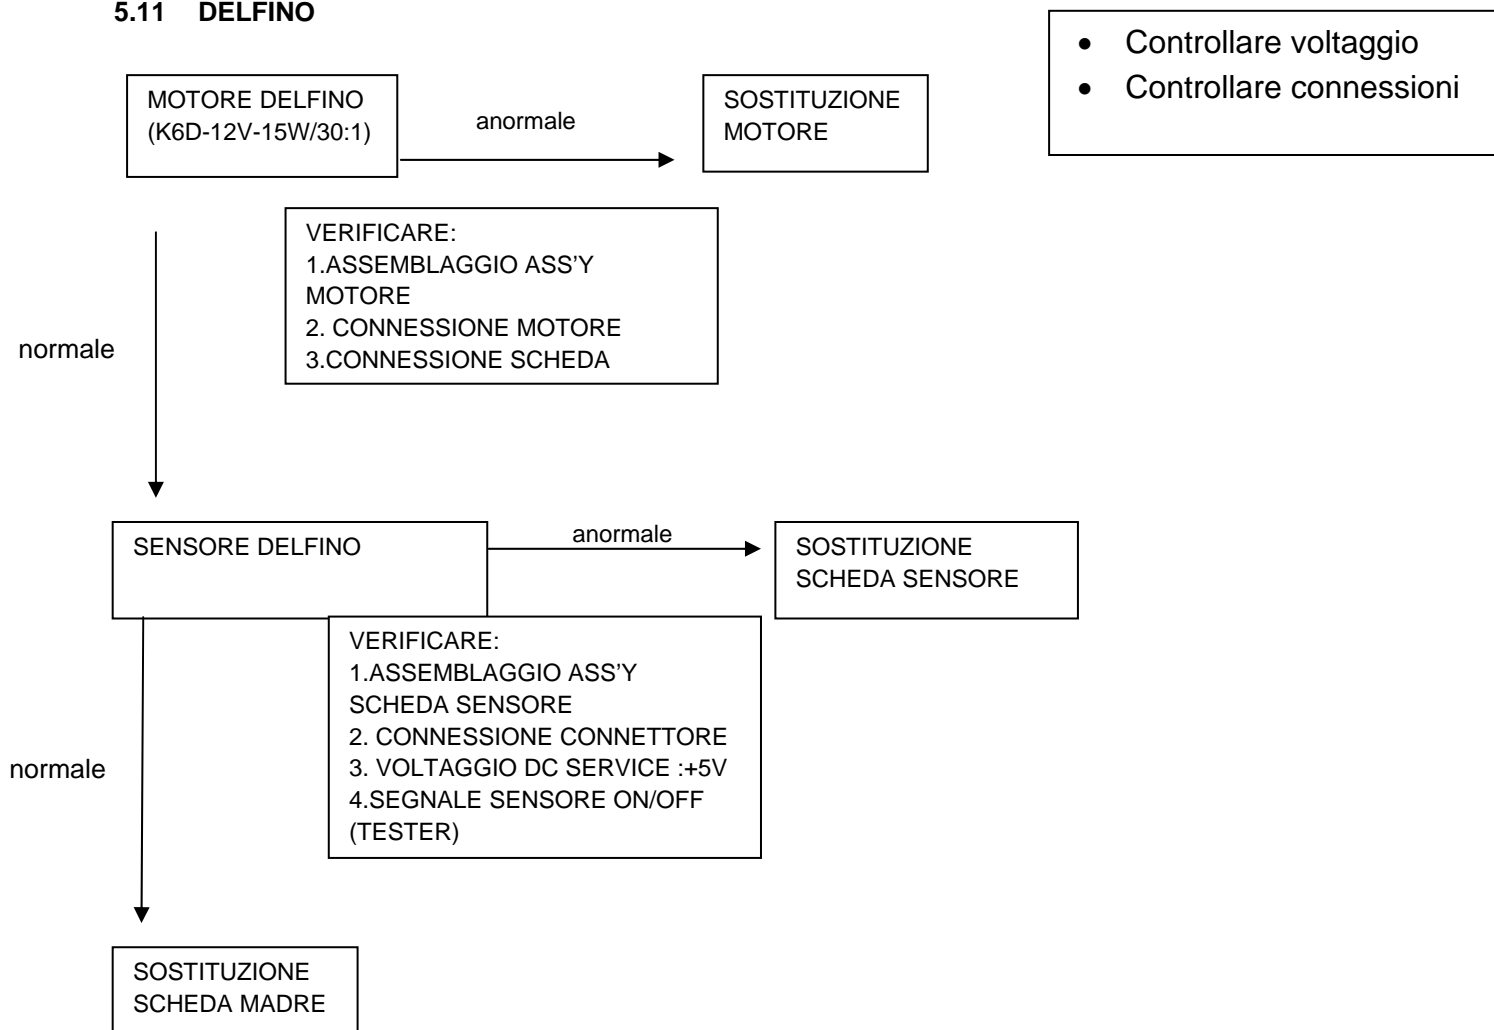 5.11 DELFINO
• Controllare voltaggio
• Controllare connessioni
MOTORE DELFINO
(K6D-12V-15W/30:1)
anormale
SOSTITUZIONE
MOTORE
VERIFICARE:
1.ASSEMBLAGGIO ASS’Y
MOTORE
2. CONNESSIONE MOTORE
3.CONNESSIONE SCHEDA
normale
SENSORE DELFINO
anormale
SOSTITUZIONE
SCHEDA SENSORE
VERIFICARE:
1.ASSEMBLAGGIO ASS’Y
SCHEDA SENSORE
2. CONNESSIONE CONNETTORE
3. VOLTAGGIO DC SERVICE :+5V
4.SEGNALE SENSORE ON/OFF
(TESTER)
normale
SOSTITUZIONE
SCHEDA MADRE